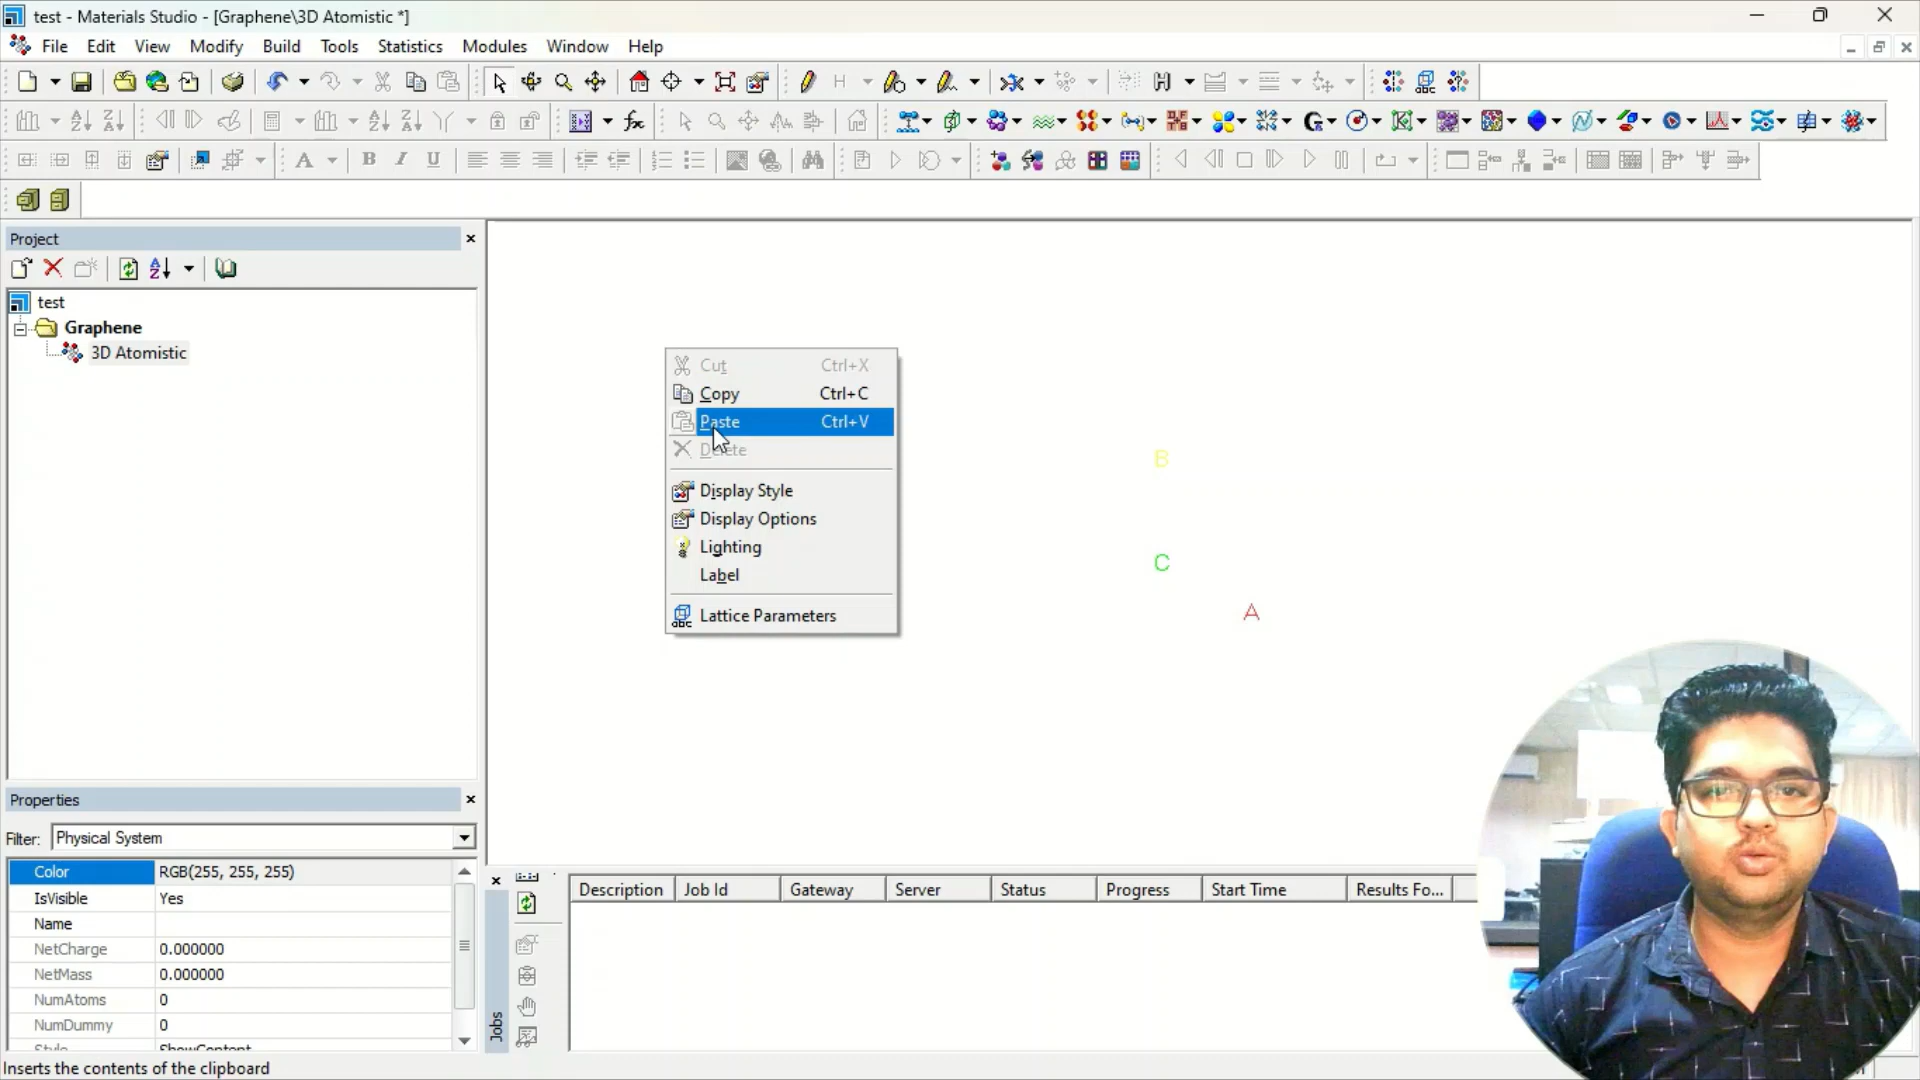 test - Materials Studio - [Graphene\3D Atomistic *]
File Edit View Modify Build Tools Statistics Modules Window Help
Project
test
Graphene
3D Atomistic
Cut Ctrl+X
Copy Ctrl+C
Paste Ctrl+V
Delete
Display Style
Display Options
Lighting
Label
Lattice Parameters
B
C
A
Properties
Filter: Physical System
Color RGB(255, 255, 255)
IsVisible Yes
Name
NetCharge 0.000000
NetMass 0.000000
NumAtoms 0
NumDummy 0
Style ShowContent
Jobs
Description Job Id Gateway Server Status Progress Start Time Results Fo...
Inserts the contents of the clipboard